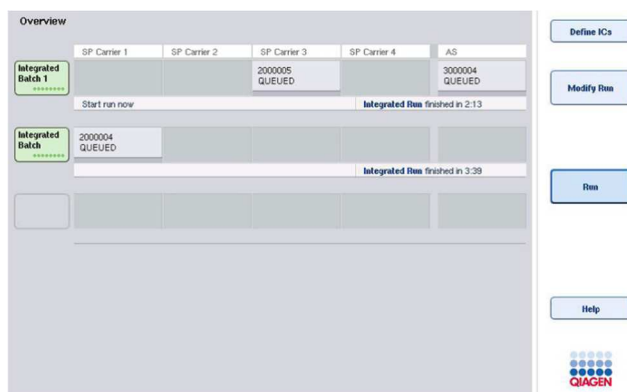 Overview
Define ICs
SP Carrier 1 SP Carrier 2 SP Carrier 3 SP Carrier 4 AS
Integrated
Batch 1
2000005
QUEUED
3000004
QUEUED
Modify Run
Start run now Integrated Run finished in 2:13
Integrated
Batch
2000004
QUEUED
Integrated Run finished in 3:39
Run
Help
QIAGEN